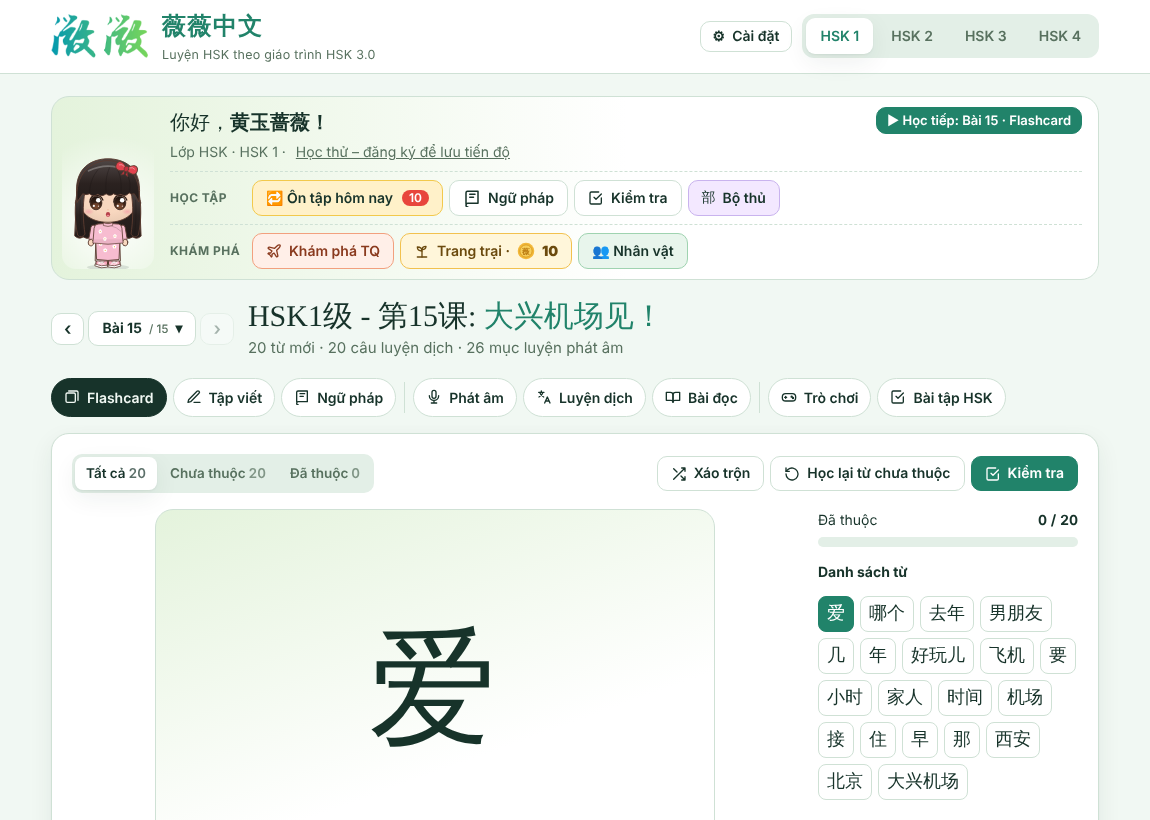 薇薇
薇薇中文
Luyện HSK theo giáo trình HSK 3.0
Cài đặt
HSK 1
HSK 2
HSK 3
HSK 4
你好，黄玉蔷薇！
Học tiếp: Bài 15 · Flashcard
Lớp HSK · HSK 1 · Học thử – đăng ký để lưu tiến độ
HỌC TẬP
Ôn tập hôm nay 10
Ngữ pháp
Kiểm tra
部 Bộ thủ
KHÁM PHÁ
Khám phá TQ
Trang trại · 薇 10
Nhân vật
Bài 15 / 15
HSK1级 - 第15课: 大兴机场见！
20 từ mới · 20 câu luyện dịch · 26 mục luyện phát âm
Flashcard
Tập viết
Ngữ pháp
Phát âm
Luyện dịch
Bài đọc
Trò chơi
Bài tập HSK
Tất cả 20
Chưa thuộc 20
Đã thuộc 0
Xáo trộn
Học lại từ chưa thuộc
Kiểm tra
爱
Đã thuộc 0 / 20
Danh sách từ
爱 哪个 去年 男朋友
几 年 好玩儿 飞机 要
小时 家人 时间 机场
接 住 早 那 西安
北京 大兴机场